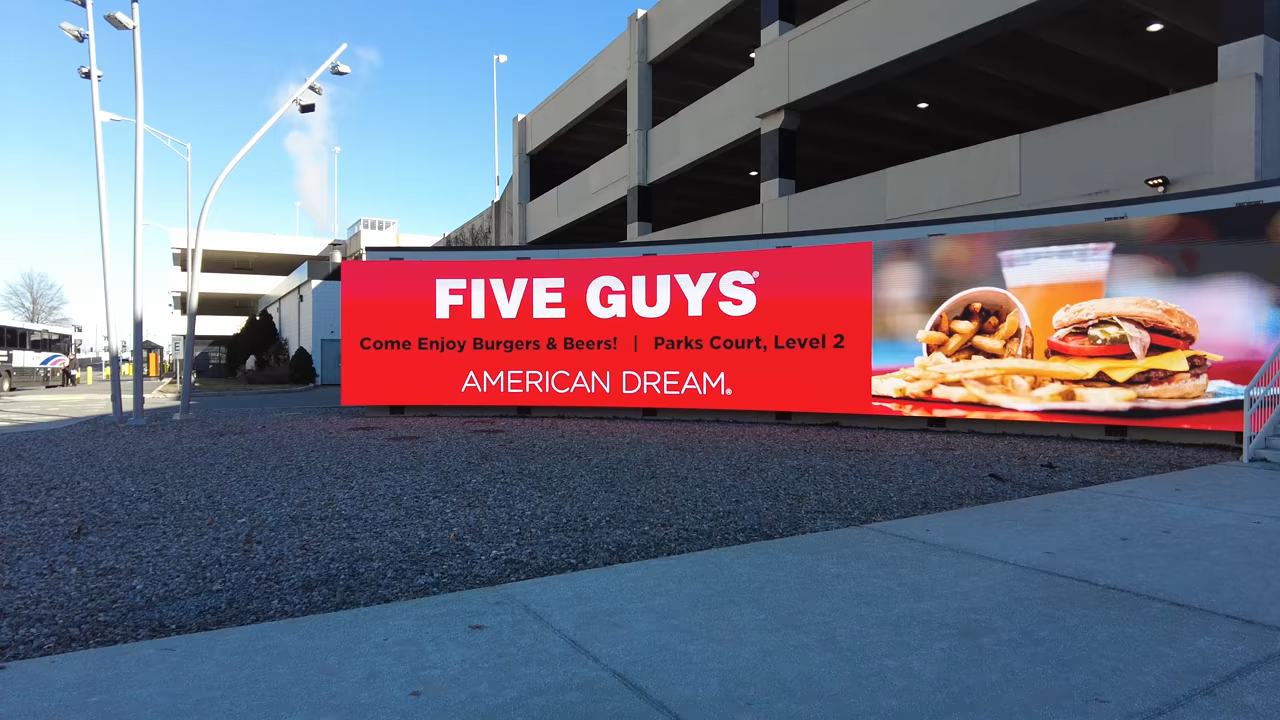 FIVE GUYS®
Come Enjoy Burgers & Beers! | Parks Court, Level 2
AMERICAN DREAM®